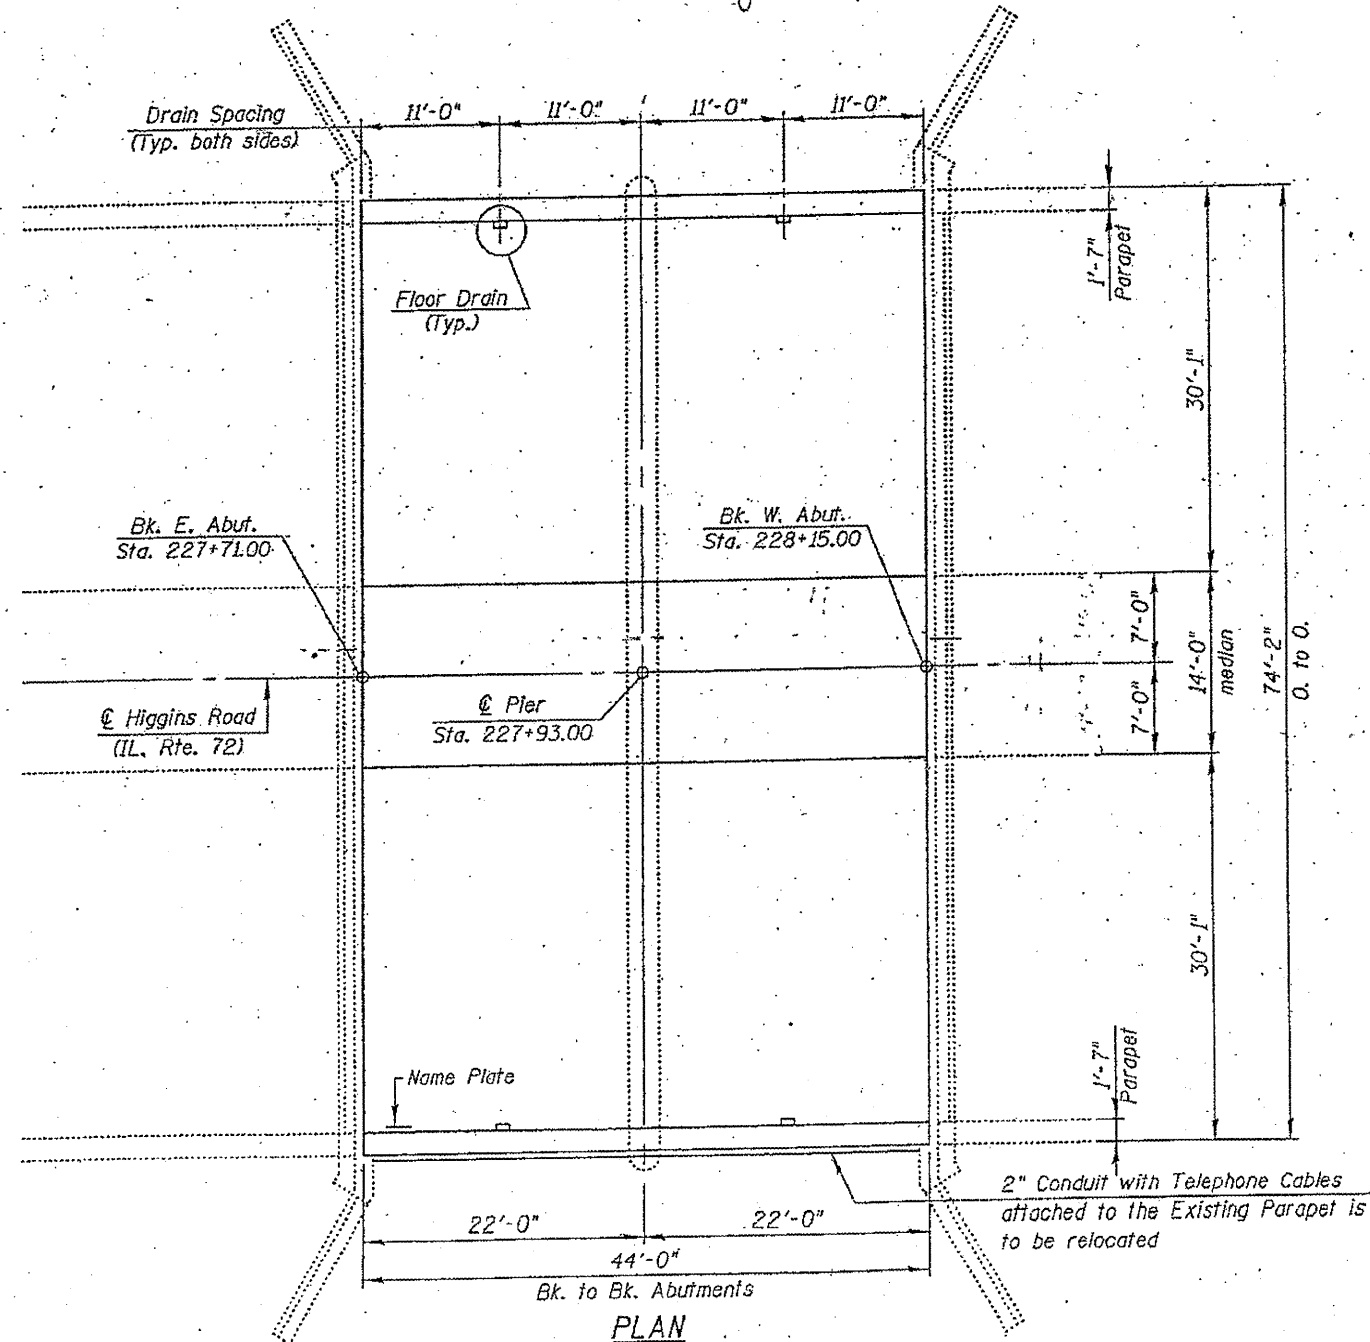 Drain Spacing
(Typ. both sides)
11'-0"
11'-0"
11'-0"
11'-0"
1'-7"
Parapet
Floor Drain
(Typ.)
30'-1"
Bk. E. Abut.
Sta. 227+71.00
Bk. W. Abut.
Sta. 228+15.00
7'-0"
7'-0"
14'-0"
median
74'-2"
O. to O.
℄ Higgins Road
(IL. Rte. 72)
℄ Pier
Sta. 227+93.00
30'-1"
Name Plate
1'-7"
Parapet
2" Conduit with Telephone Cables
attached to the Existing Parapet is
to be relocated
22'-0"
22'-0"
44'-0"
Bk. to Bk. Abutments
PLAN